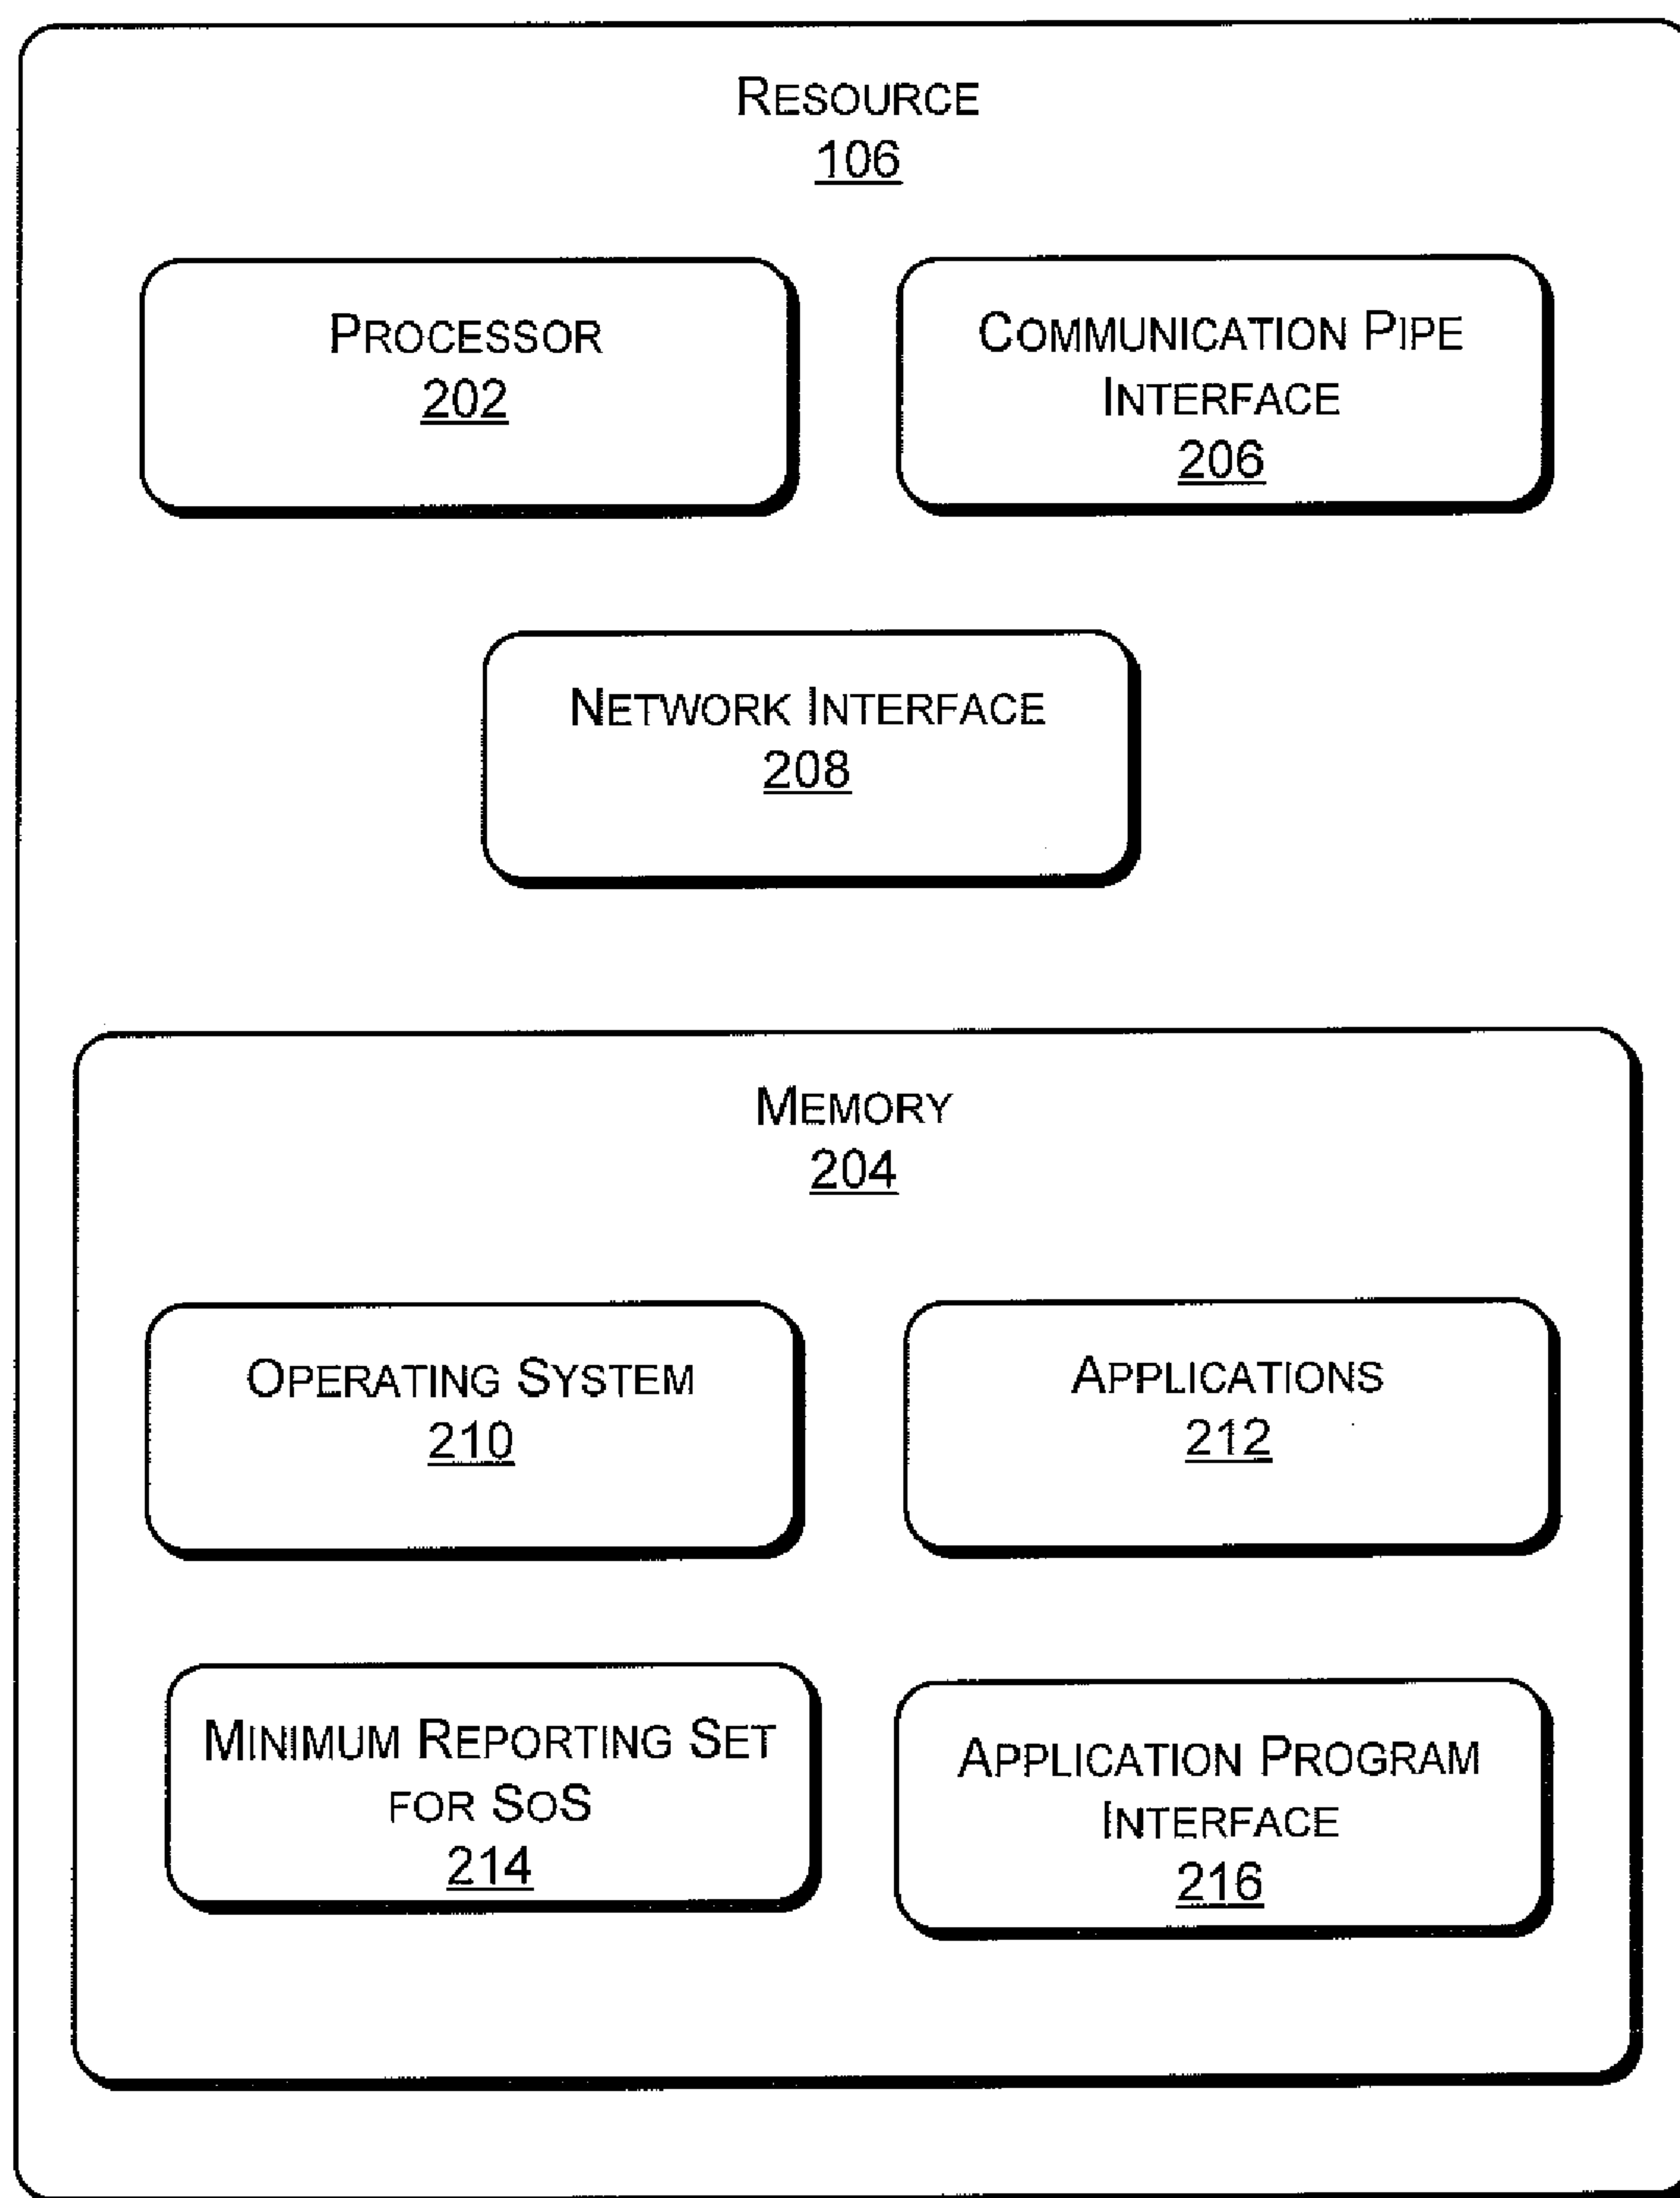 RESOURCE
106
PROCESSOR
202
COMMUNICATION PIPE
INTERFACE
206
NETWORK INTERFACE
208
MEMORY
204
OPERATING SYSTEM
210
APPLICATIONS
212
MINIMUM REPORTING SET
FOR SOS
214
APPLICATION PROGRAM
INTERFACE
216